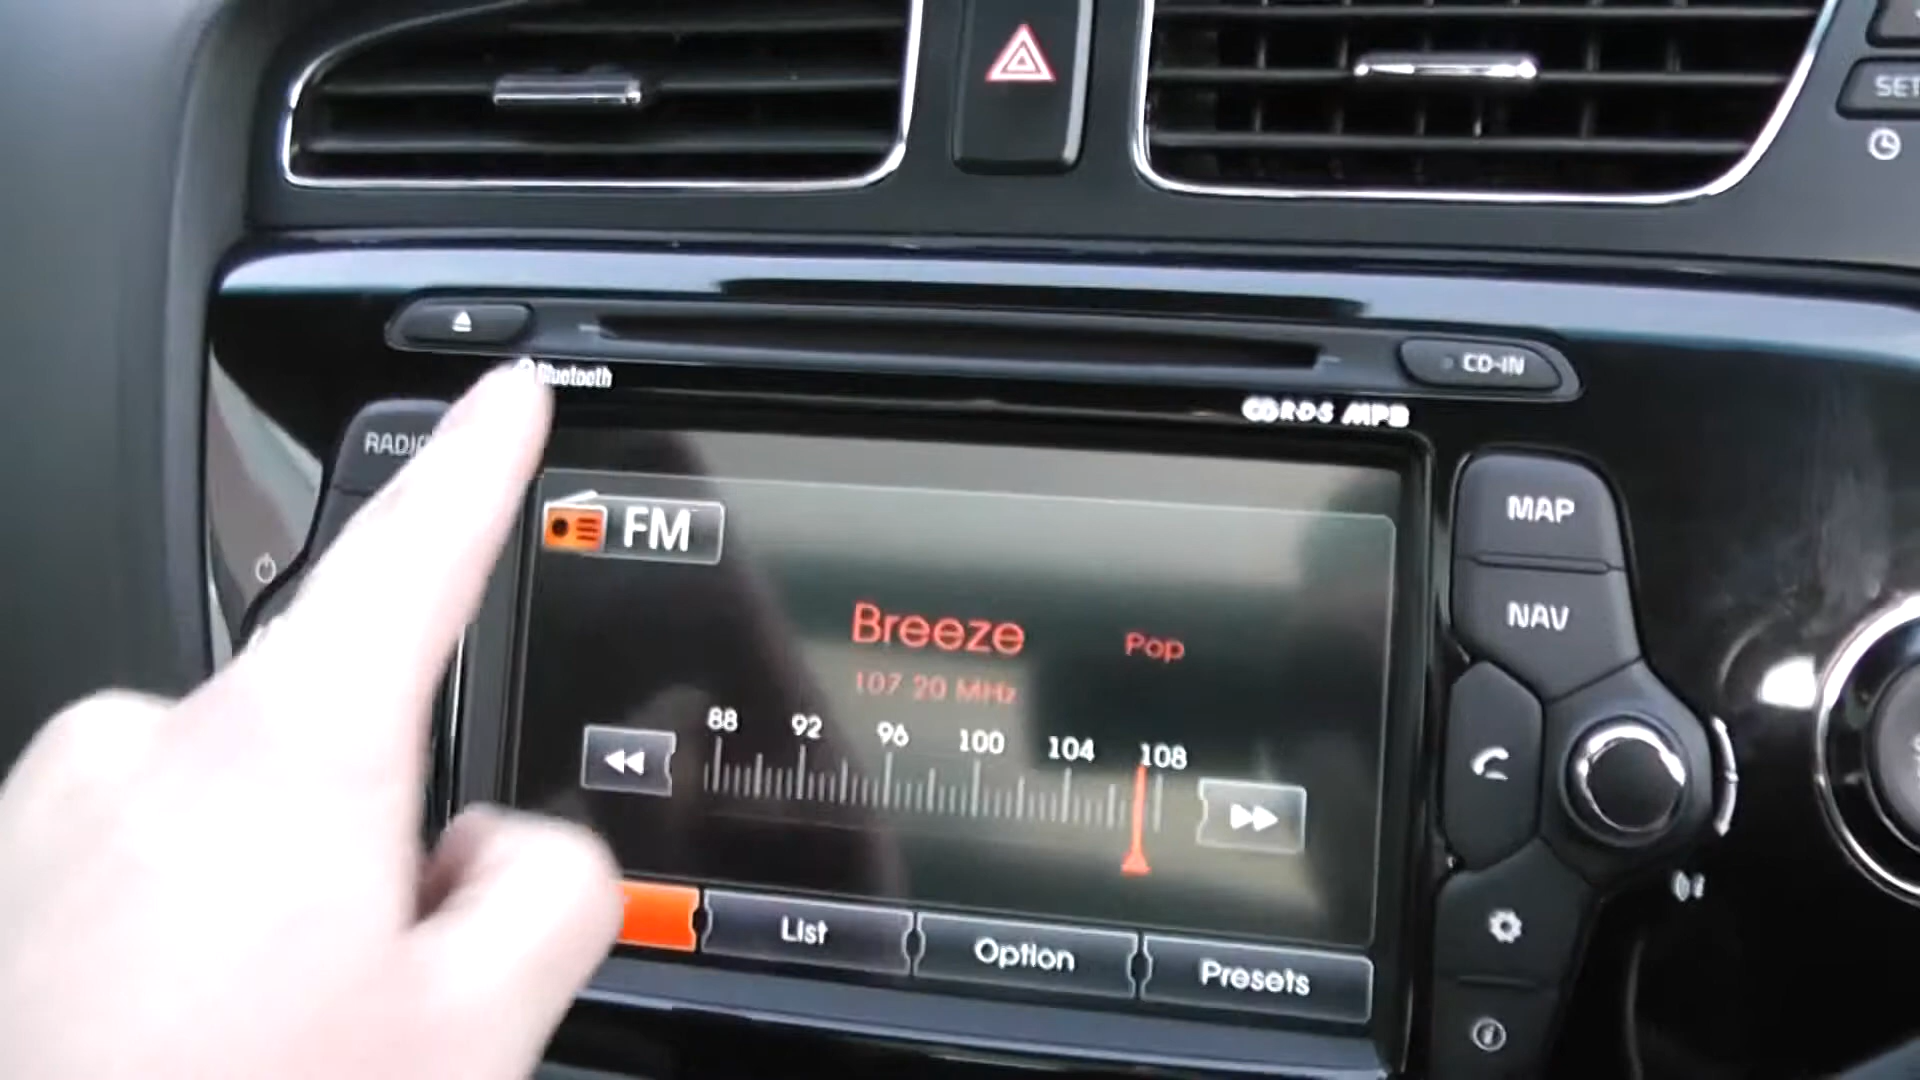 SET
CD-IN
Bluetooth
RADIO
CD RDS MP3
FM
MAP
NAV
Breeze
Pop
107 20 MHz
88 92 96 100 104 108
List
Option
Presets